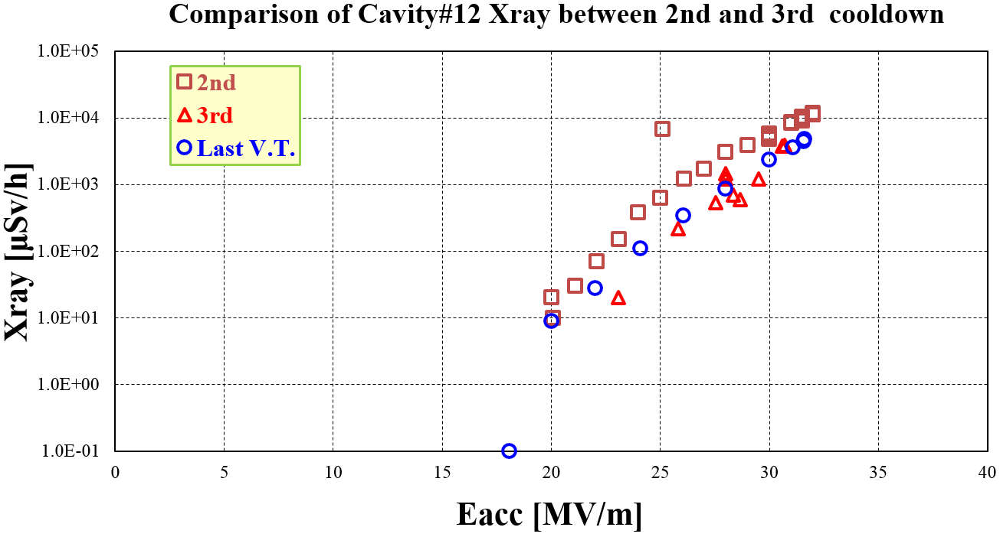 Comparison of Cavity#12 Xray between 2nd and 3rd  cooldown
1.0E+05
1.0E+04
1.0E+03
1.0E+02
1.0E+01
1.0E+00
1.0E-01
2nd
3rd
Last V.T.
Xray [μSv/h]
0 5 10 15 20 25 30 35 40
Eacc [MV/m]